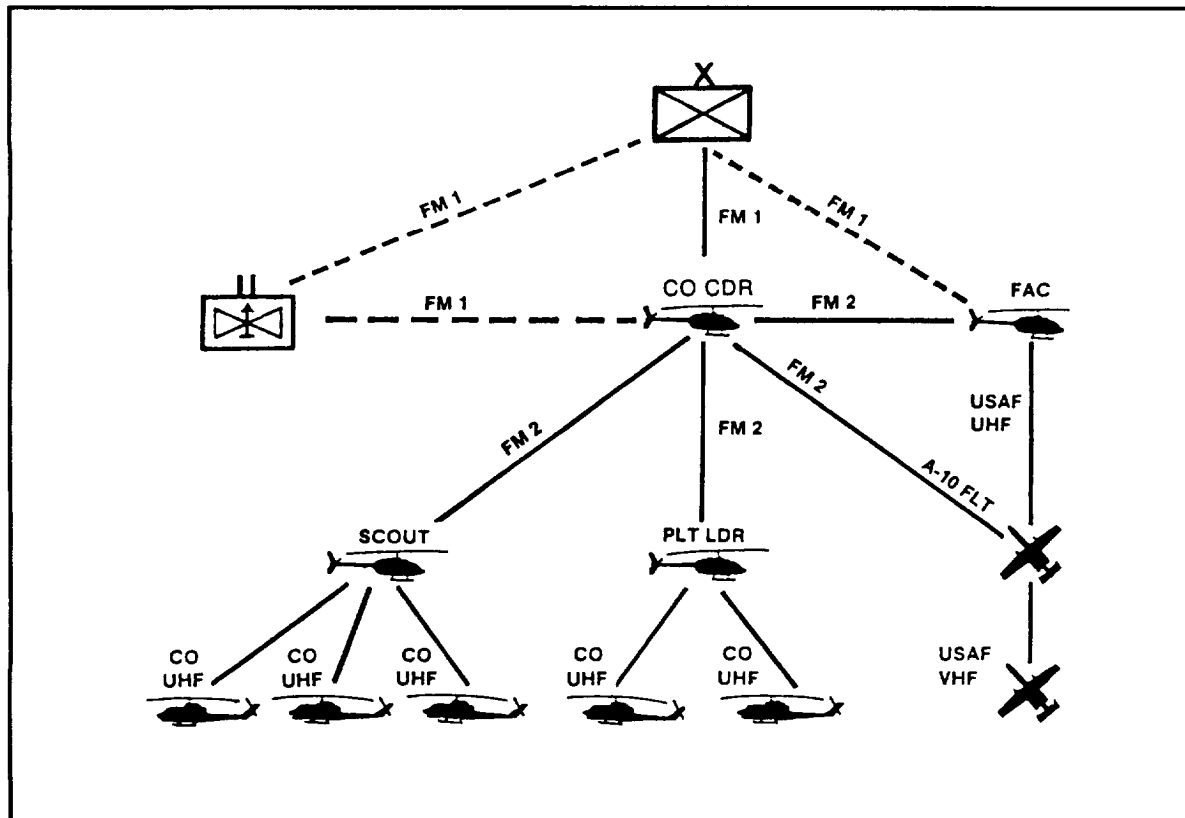 X
FM 1
FM 1
FM 1
II
FM 1
CO CDR
FM 2
FAC
FM 2
FM 2
FM 2
USAF
UHF
A-10 FLT
SCOUT
PLT LDR
CO
UHF
CO
UHF
CO
UHF
CO
UHF
CO
UHF
USAF
VHF